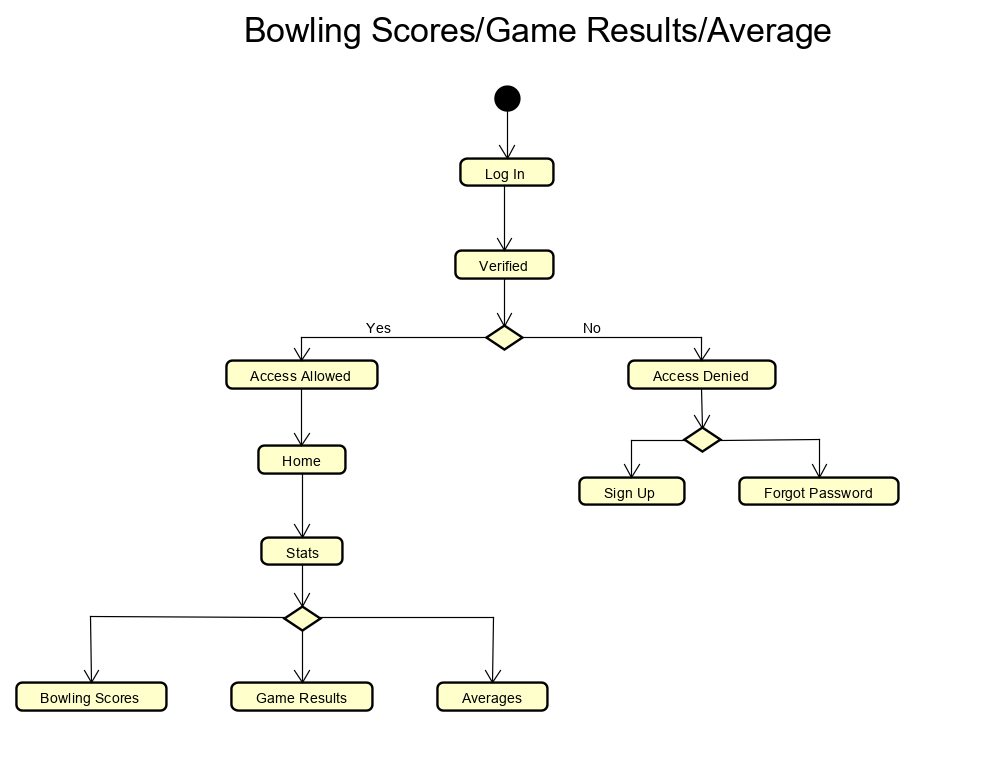 Bowling Scores/Game Results/Average
Log In
Verified
Yes
No
Access Allowed
Access Denied
Home
Sign Up
Forgot Password
Stats
Bowling Scores
Game Results
Averages